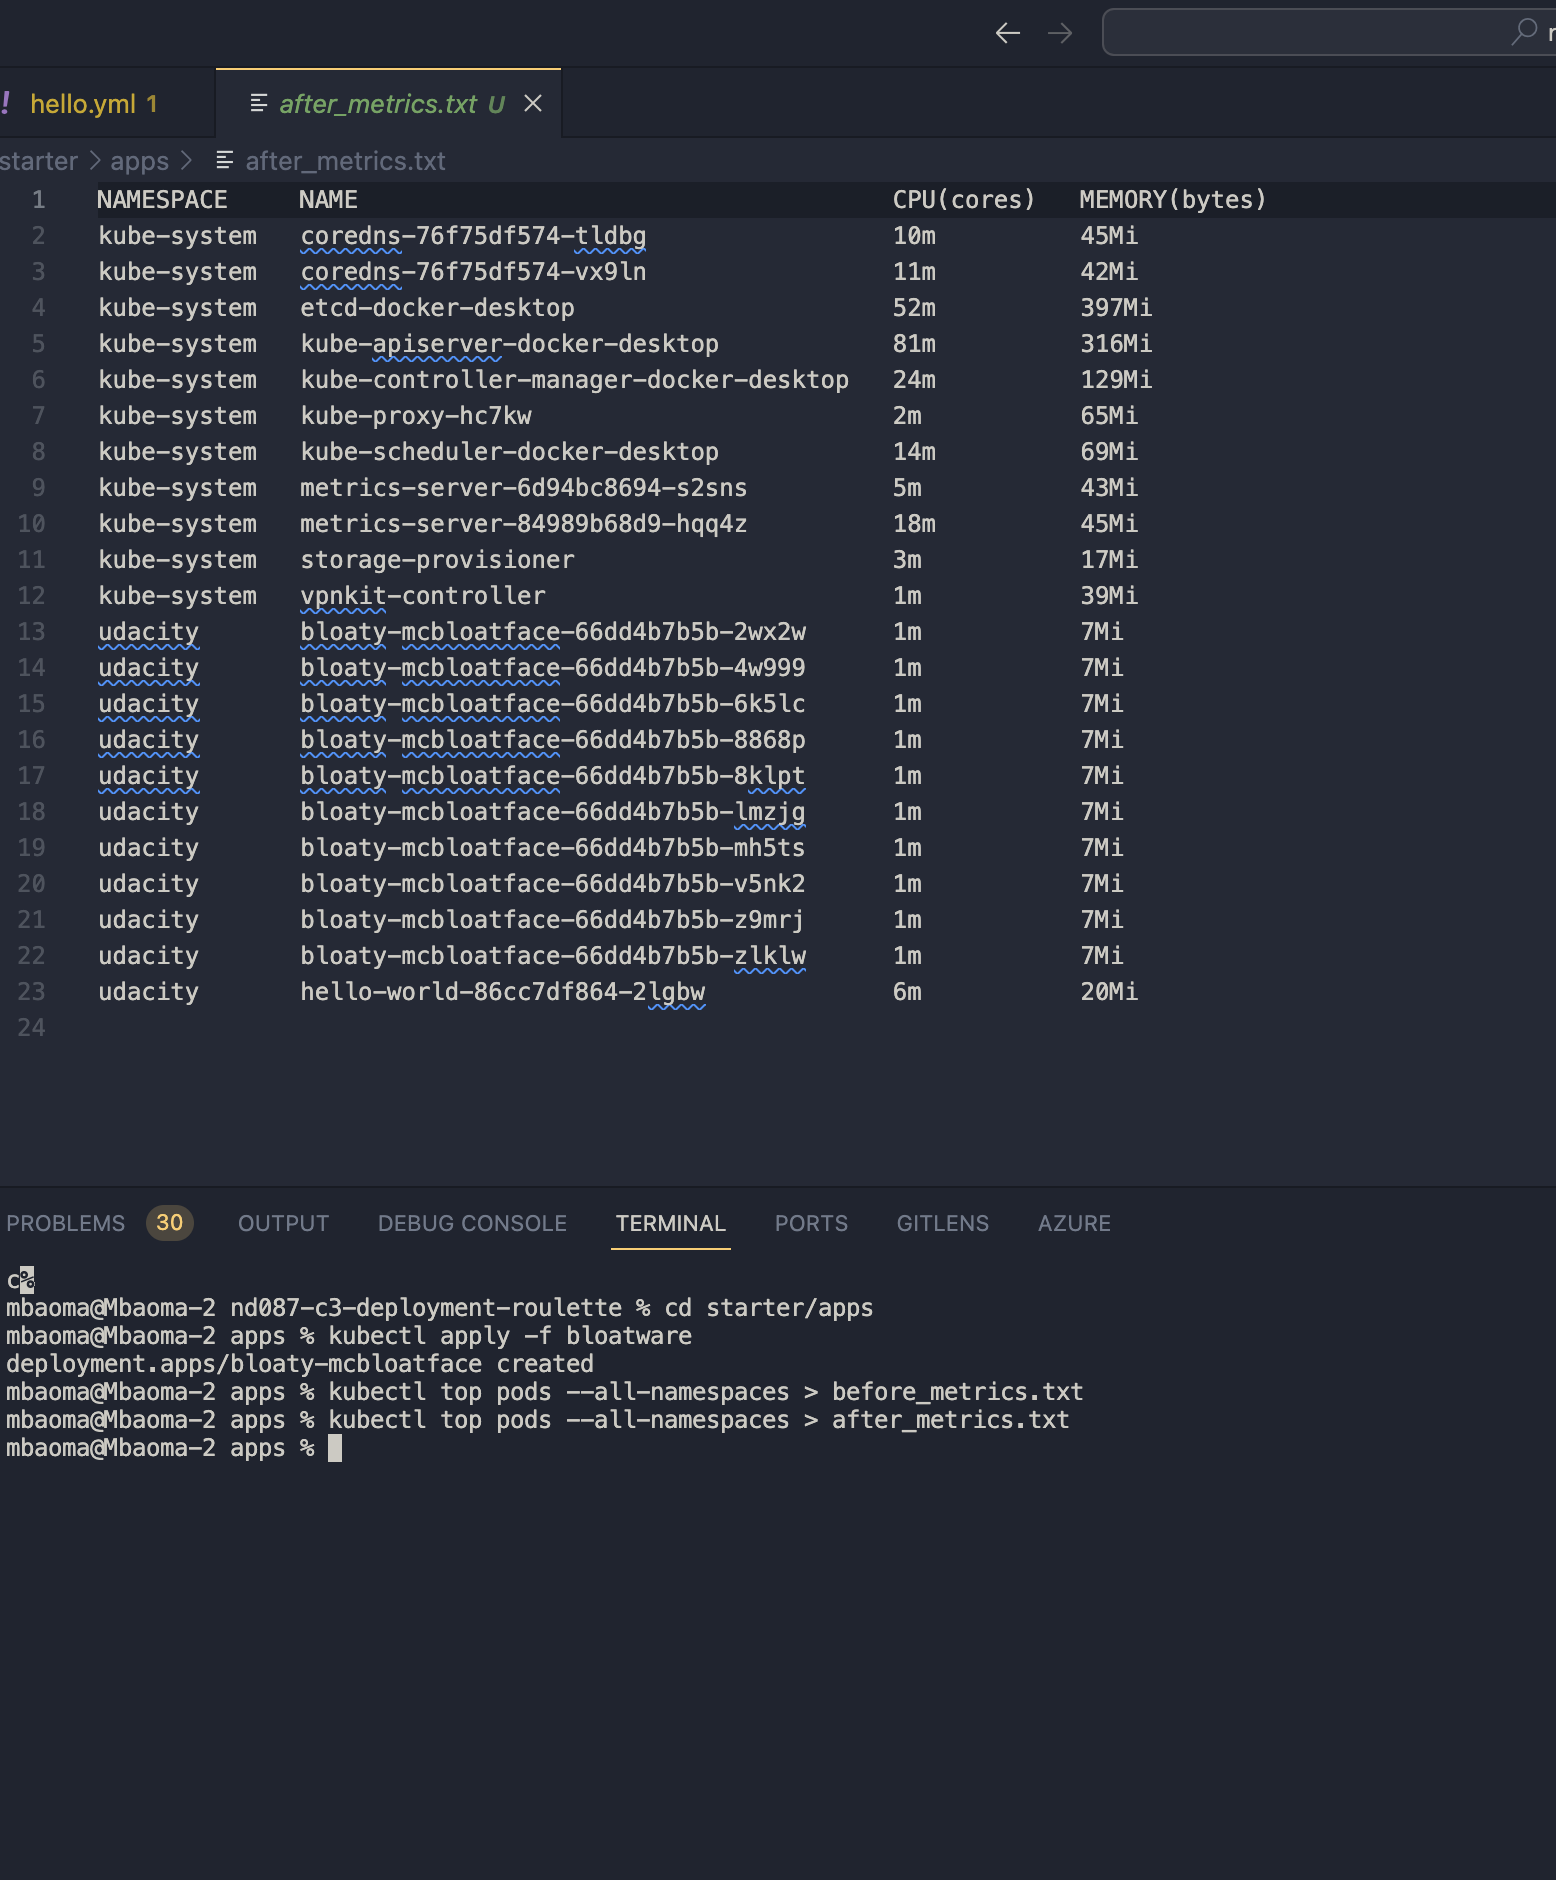 ! hello.yml 1 after_metrics.txt U
starter > apps > after_metrics.txt
1 NAMESPACE NAME CPU(cores) MEMORY(bytes)
2 kube-system coredns-76f75df574-tldbg 10m 45Mi
3 kube-system coredns-76f75df574-vx9ln 11m 42Mi
4 kube-system etcd-docker-desktop 52m 397Mi
5 kube-system kube-apiserver-docker-desktop 81m 316Mi
6 kube-system kube-controller-manager-docker-desktop 24m 129Mi
7 kube-system kube-proxy-hc7kw 2m 65Mi
8 kube-system kube-scheduler-docker-desktop 14m 69Mi
9 kube-system metrics-server-6d94bc8694-s2sns 5m 43Mi
10 kube-system metrics-server-84989b68d9-hqq4z 18m 45Mi
11 kube-system storage-provisioner 3m 17Mi
12 kube-system vpnkit-controller 1m 39Mi
13 udacity bloaty-mcbloatface-66dd4b7b5b-2wx2w 1m 7Mi
14 udacity bloaty-mcbloatface-66dd4b7b5b-4w999 1m 7Mi
15 udacity bloaty-mcbloatface-66dd4b7b5b-6k5lc 1m 7Mi
16 udacity bloaty-mcbloatface-66dd4b7b5b-8868p 1m 7Mi
17 udacity bloaty-mcbloatface-66dd4b7b5b-8klpt 1m 7Mi
18 udacity bloaty-mcbloatface-66dd4b7b5b-lmzjg 1m 7Mi
19 udacity bloaty-mcbloatface-66dd4b7b5b-mh5ts 1m 7Mi
20 udacity bloaty-mcbloatface-66dd4b7b5b-v5nk2 1m 7Mi
21 udacity bloaty-mcbloatface-66dd4b7b5b-z9mrj 1m 7Mi
22 udacity bloaty-mcbloatface-66dd4b7b5b-zlklw 1m 7Mi
23 udacity hello-world-86cc7df864-2lgbw 6m 20Mi
24
PROBLEMS 30 OUTPUT DEBUG CONSOLE TERMINAL PORTS GITLENS AZURE
c%
mbaoma@Mbaoma-2 nd087-c3-deployment-roulette % cd starter/apps
mbaoma@Mbaoma-2 apps % kubectl apply -f bloatware
deployment.apps/bloaty-mcbloatface created
mbaoma@Mbaoma-2 apps % kubectl top pods --all-namespaces > before_metrics.txt
mbaoma@Mbaoma-2 apps % kubectl top pods --all-namespaces > after_metrics.txt
mbaoma@Mbaoma-2 apps %